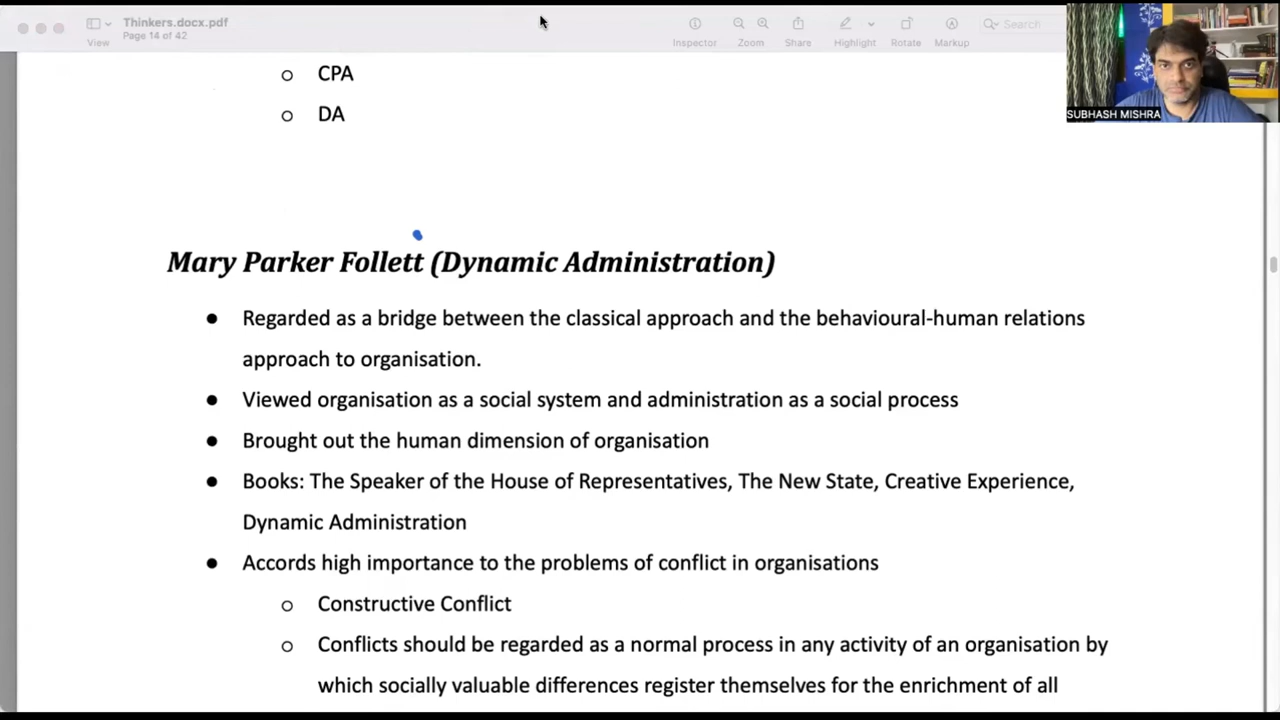 Thinkers.docx.pdf
Page 14 of 42
View
Inspector
Zoom
Share
Highlight
Rotate
Markup
Search
SUBHASH MISHRA
○ CPA
○ DA
Mary Parker Follett (Dynamic Administration)
● Regarded as a bridge between the classical approach and the behavioural-human relations
approach to organisation.
● Viewed organisation as a social system and administration as a social process
● Brought out the human dimension of organisation
● Books: The Speaker of the House of Representatives, The New State, Creative Experience,
Dynamic Administration
● Accords high importance to the problems of conflict in organisations
○ Constructive Conflict
○ Conflicts should be regarded as a normal process in any activity of an organisation by
which socially valuable differences register themselves for the enrichment of all